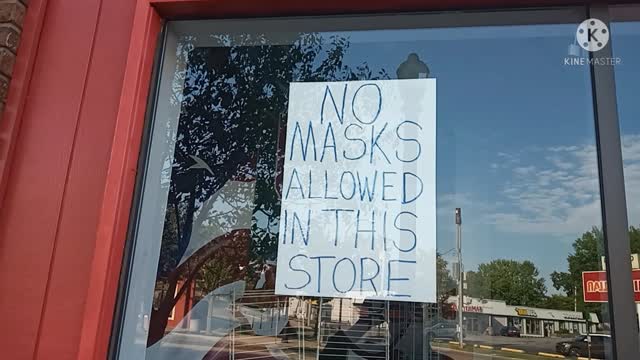 NO
MASKS
ALLOWED
IN THIS
STORE
K
KINEMASTER